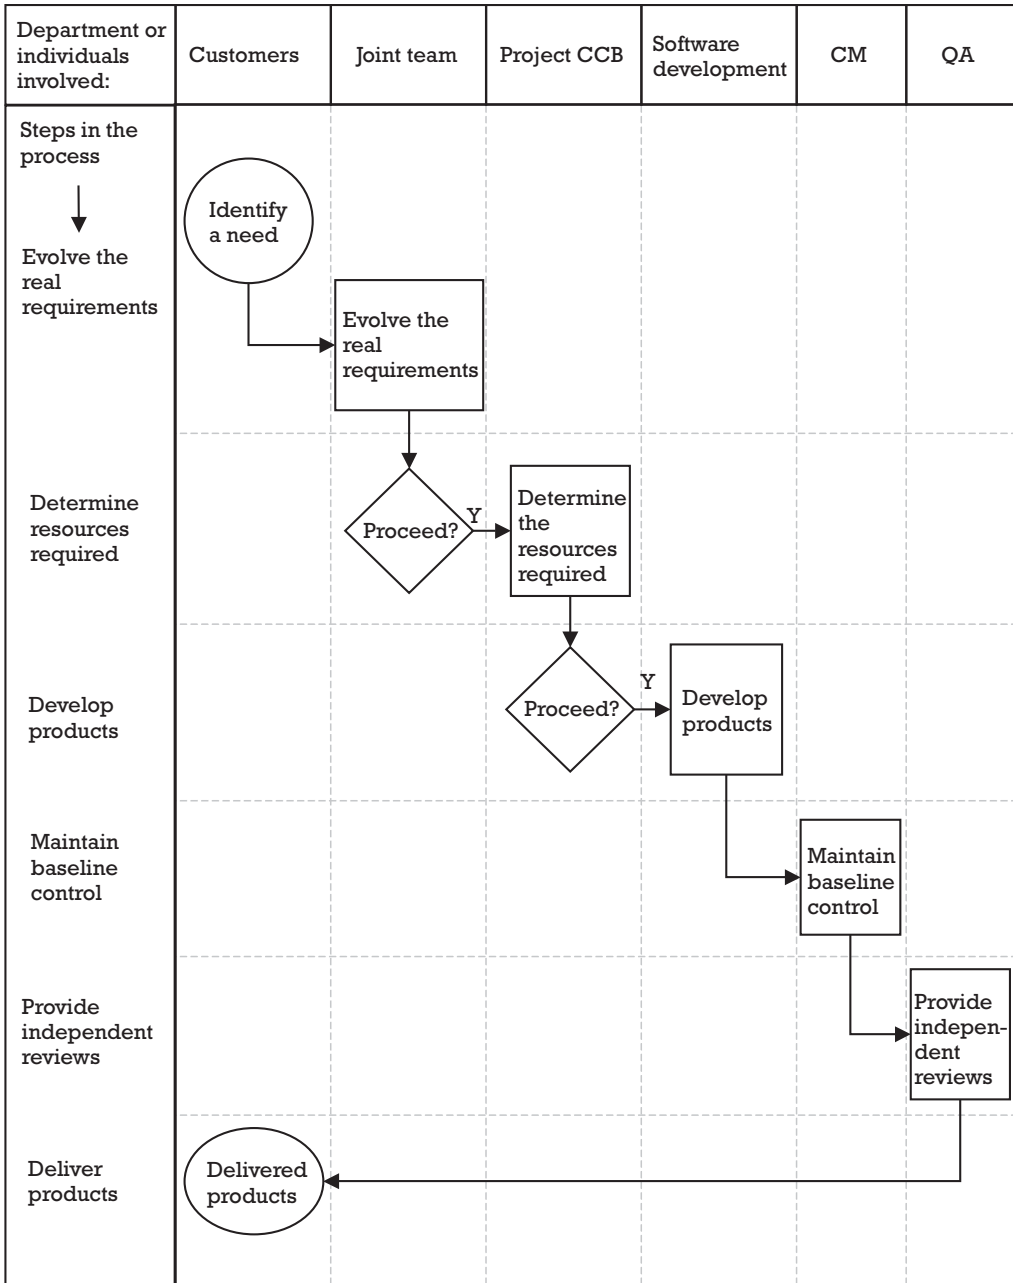 Department or
individuals
involved:
Customers
Joint team
Project CCB
Software
development
CM
QA
Steps in the
process
Identify
a need
Evolve the
real
requirements
Evolve the
real
requirements
Determine
resources
required
Proceed?
Y
Determine
the
resources
required
Develop
products
Proceed?
Y
Develop
products
Maintain
baseline
control
Maintain
baseline
control
Provide
independent
reviews
Provide
indepen-
dent
reviews
Deliver
products
Delivered
products